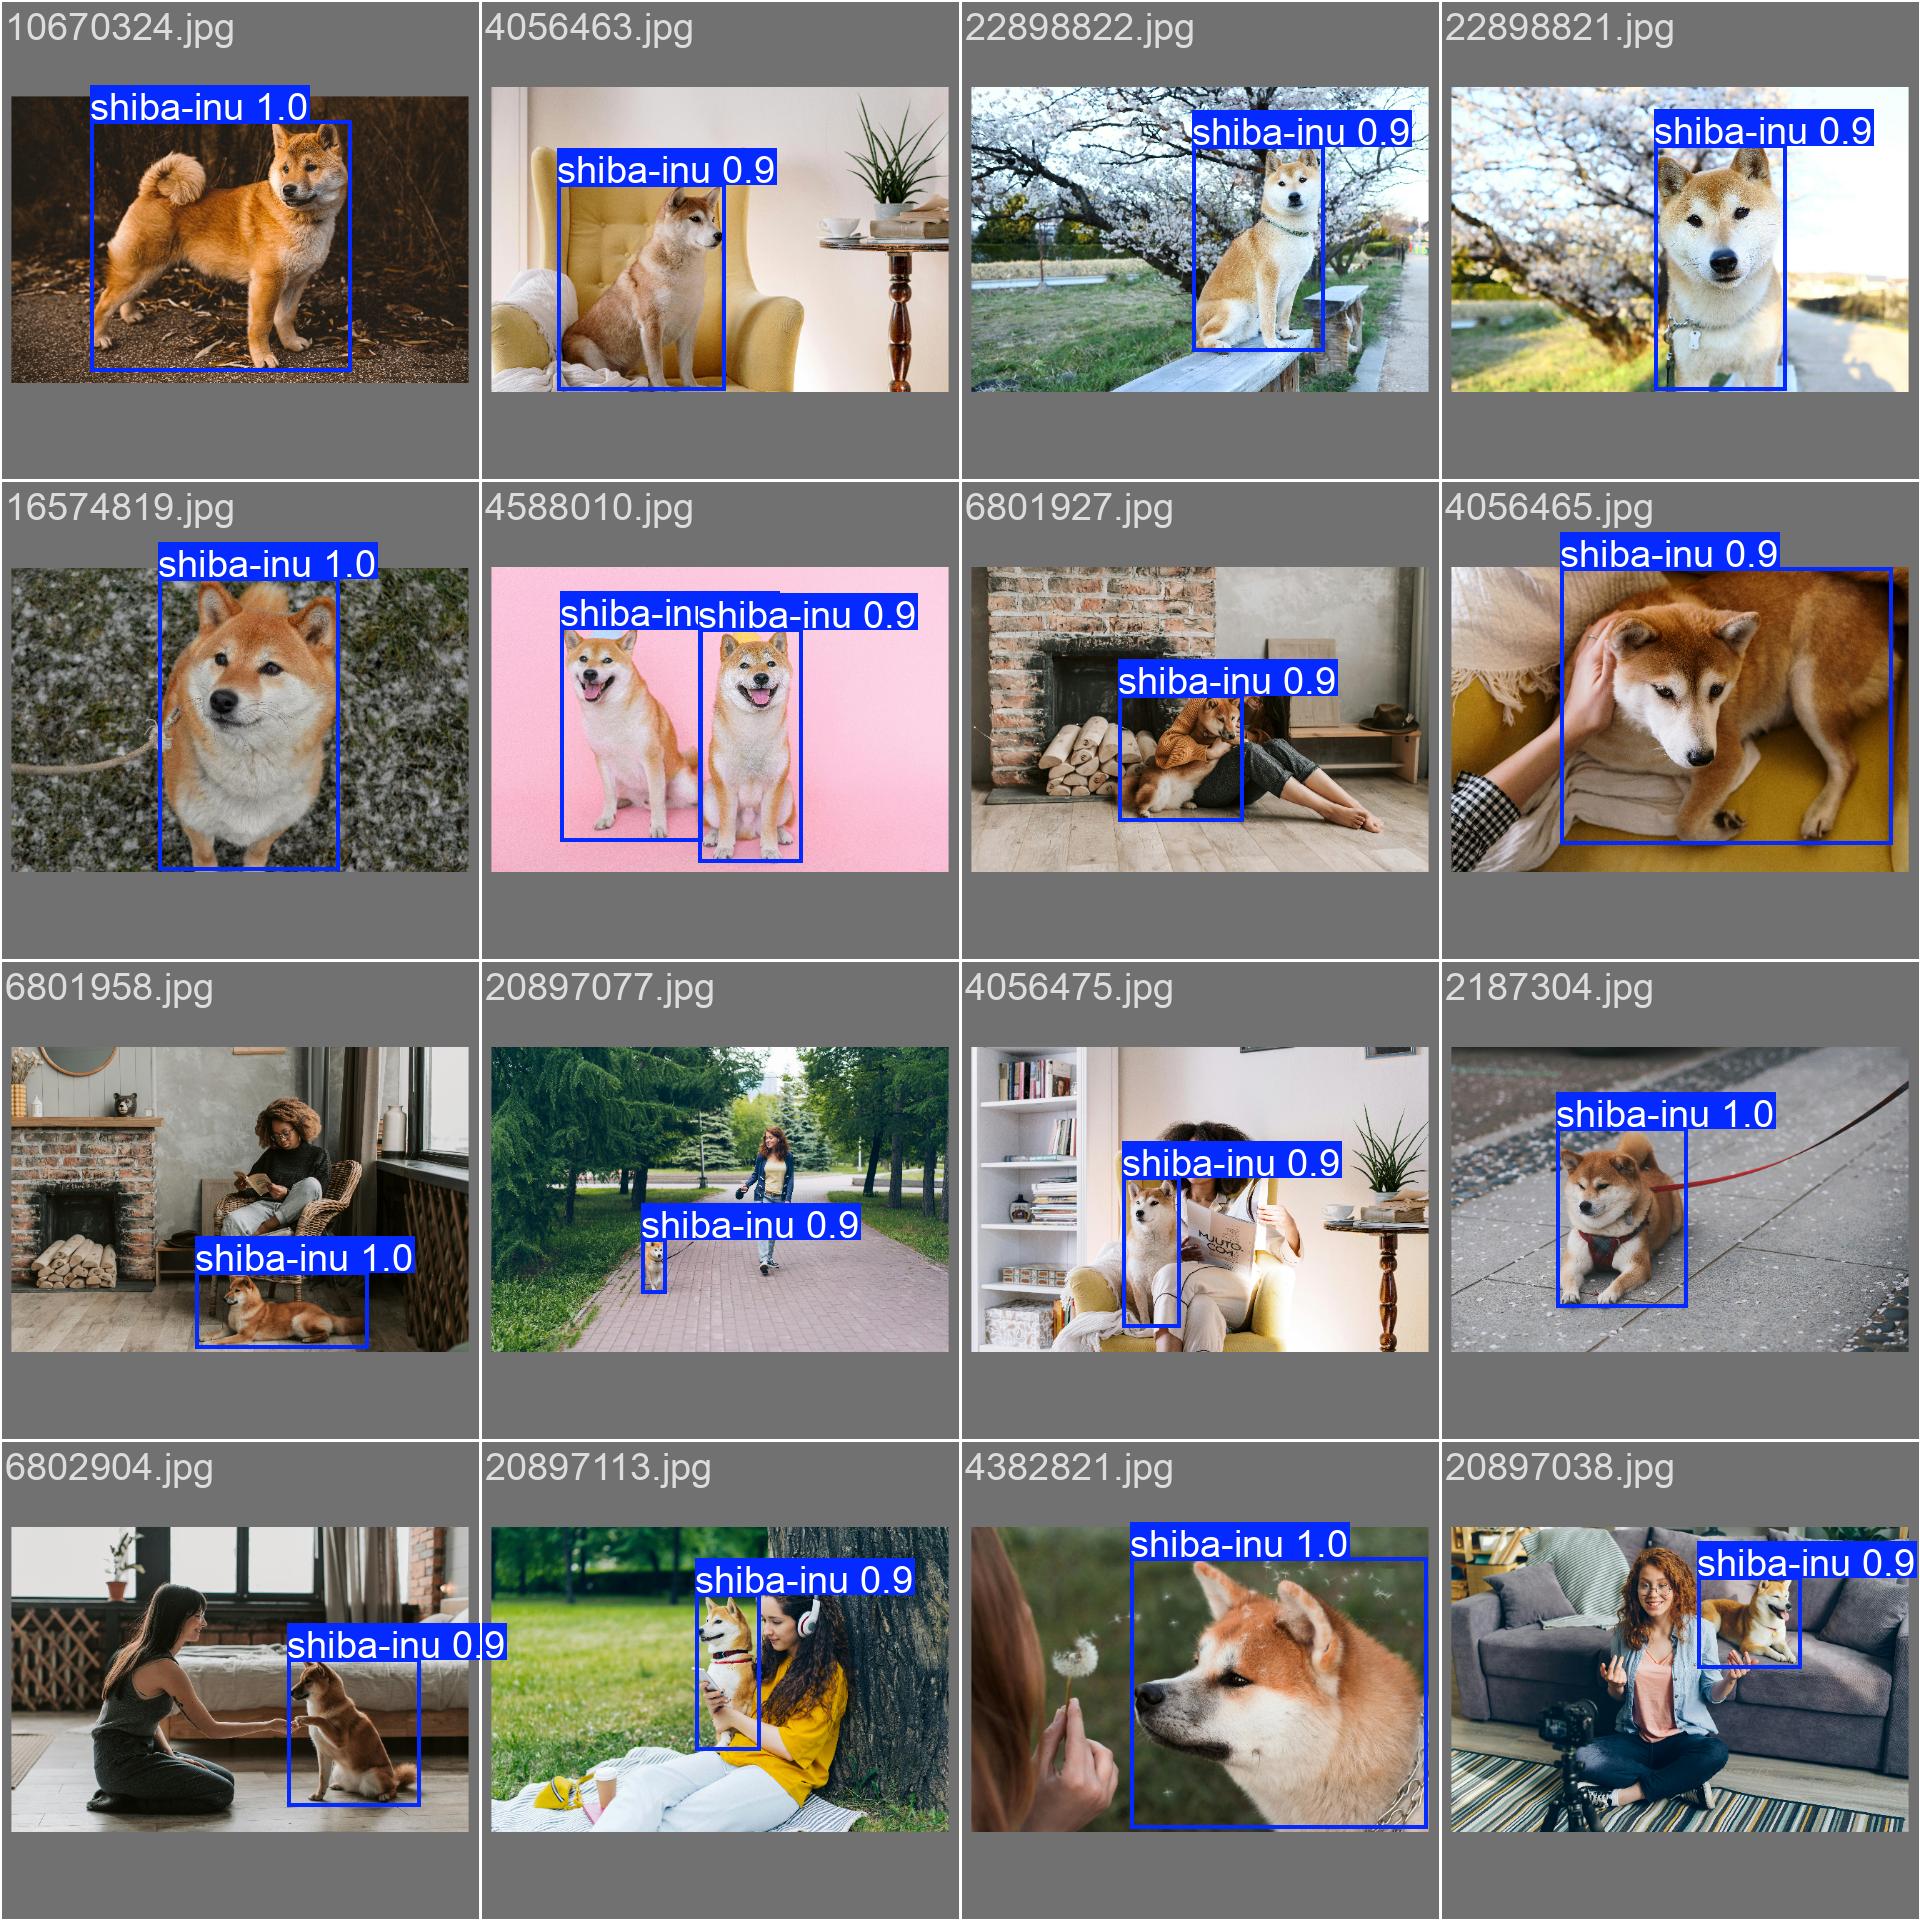 10670324.jpg
shiba-inu 1.0
4056463.jpg
shiba-inu 0.9
22898822.jpg
shiba-inu 0.9
22898821.jpg
shiba-inu 0.9
16574819.jpg
shiba-inu 1.0
4588010.jpg
shiba-inu 0.9
6801927.jpg
shiba-inu 0.9
4056465.jpg
shiba-inu 0.9
6801958.jpg
shiba-inu 1.0
20897077.jpg
shiba-inu 0.9
4056475.jpg
shiba-inu 0.9
MJUTO.
COM
2187304.jpg
shiba-inu 1.0
6802904.jpg
shiba-inu 0.9
20897113.jpg
shiba-inu 0.9
4382821.jpg
shiba-inu 1.0
20897038.jpg
shiba-inu 0.9